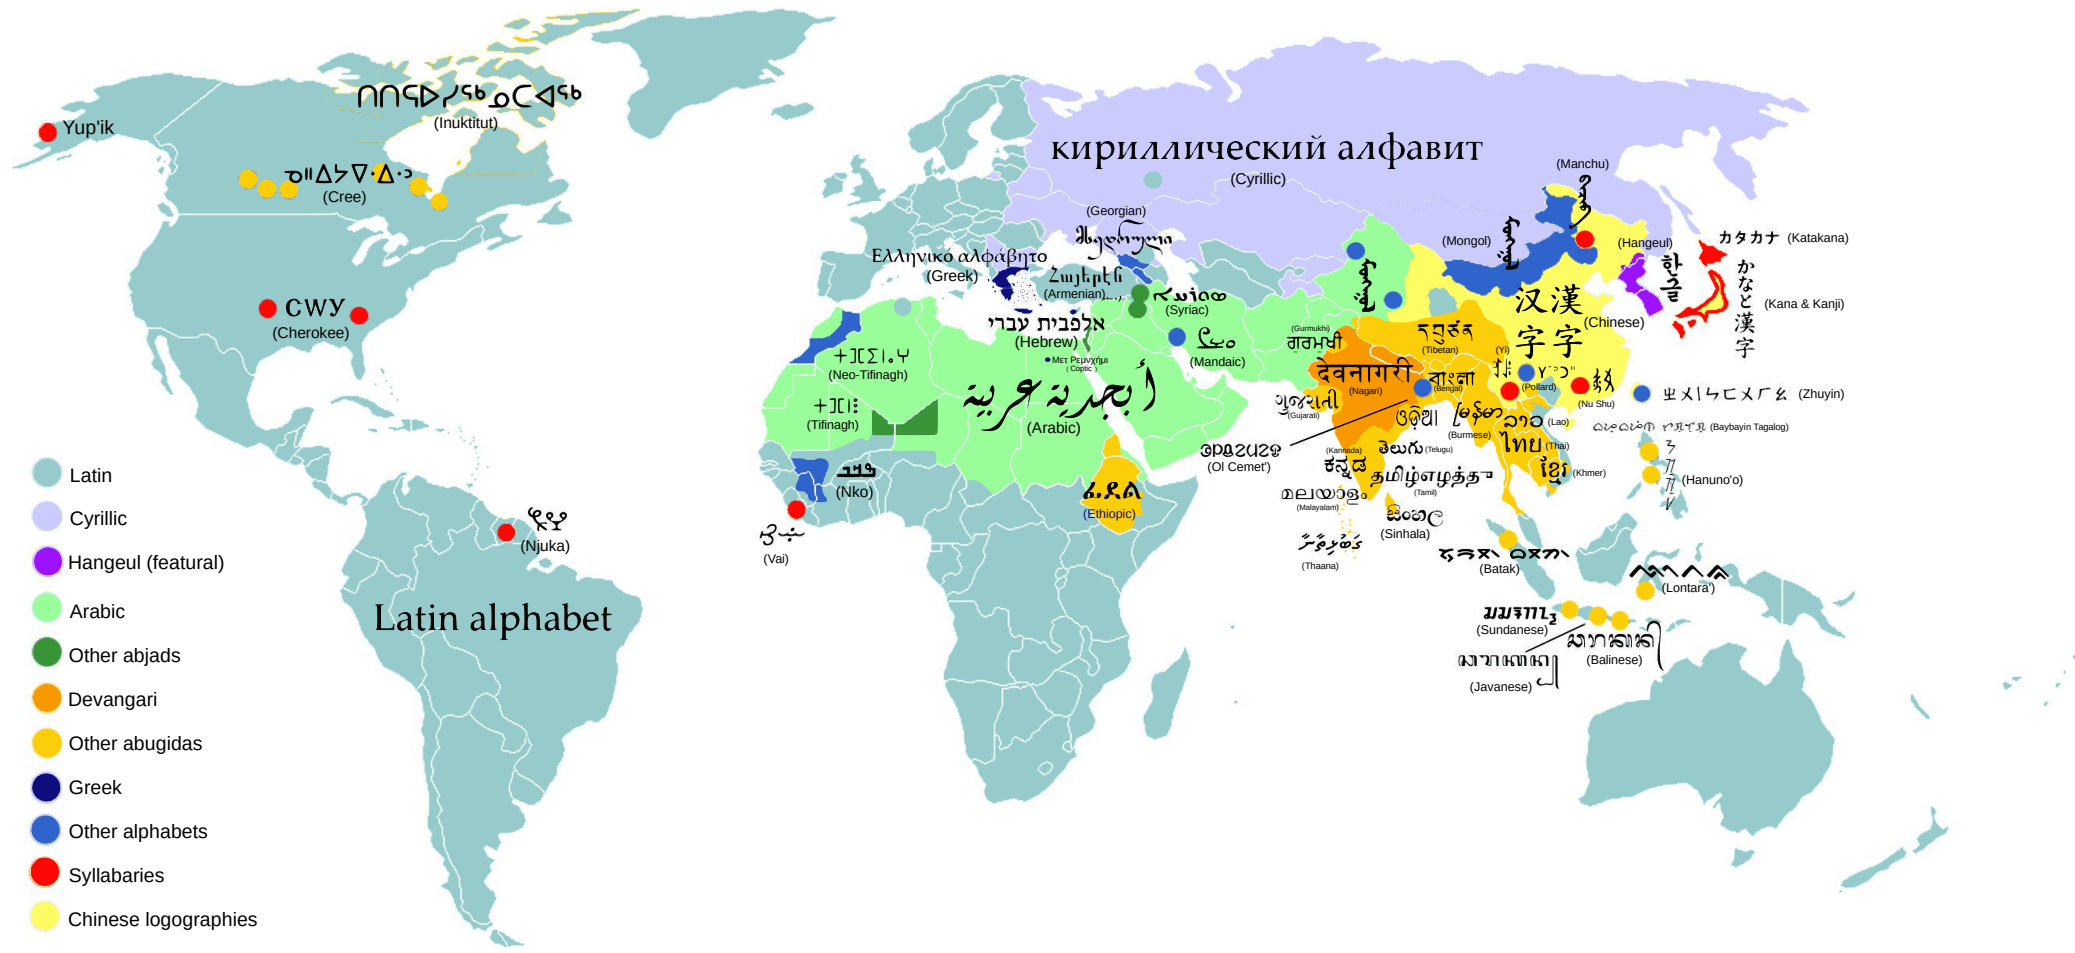 ᑎᑎᕋᐅᓯᖅᓄᑕᐊᖅ
(Inuktitut)
Yup'ik
(Cree)
ᏣᎳᎩ
(Cherokee)
(Njuka)
Latin alphabet
Latin
Cyrillic
Hangeul (featural)
Arabic
Other abjads
Devangari
Other abugidas
Greek
Other alphabets
Syllabaries
Chinese logographies
кириллический алфавит
(Cyrillic)
(Georgian)
მხედრული
Ελληνικό αλφάβητο
(Greek)
Հայերեն
(Armenian)
(Syriac)
אלפבית עברי
(Hebrew)
Μετ Ρεμνχημι
(Coptic)
(Mandaic)
(Neo-Tifinagh)
(Tifinagh)
أبجدية عربية
(Arabic)
(Nko)
(Vai)
ፊደል
(Ethiopic)
(Manchu)
(Mongol)
(Hangeul)
한글
カタカナ (Katakana)
かなと漢字
(Kana & Kanji)
汉漢
字字
(Chinese)
(Gurmukhi)
ਗੁਰਮੁਖੀ
(Tibetan)
(Yi)
देवनागरी
(Nagari)
বাংলা
(Bengal)
(Pollard)
(Nu Shu)
ㄓㄨㄧㄣㄈㄨㄏㄠ (Zhuyin)
ગુજરાતી
(Gujarati)
ଓଡ଼ିଆ
မြန်မာ
(Burmese)
ລາວ (Lao)
(Baybayin Tagalog)
(Ol Cemet')
ไทย (Thai)
(Kannada)
ಕನ್ನಡ
తెలుగు (Telugu)
ខ្មែរ (Khmer)
(Hanuno'o)
தமிழ்எழுத்து
(Tamil)
മലയാളം
(Malayalam)
සිංහල
(Sinhala)
(Thaana)
(Batak)
(Lontara')
(Sundanese)
(Balinese)
(Javanese)